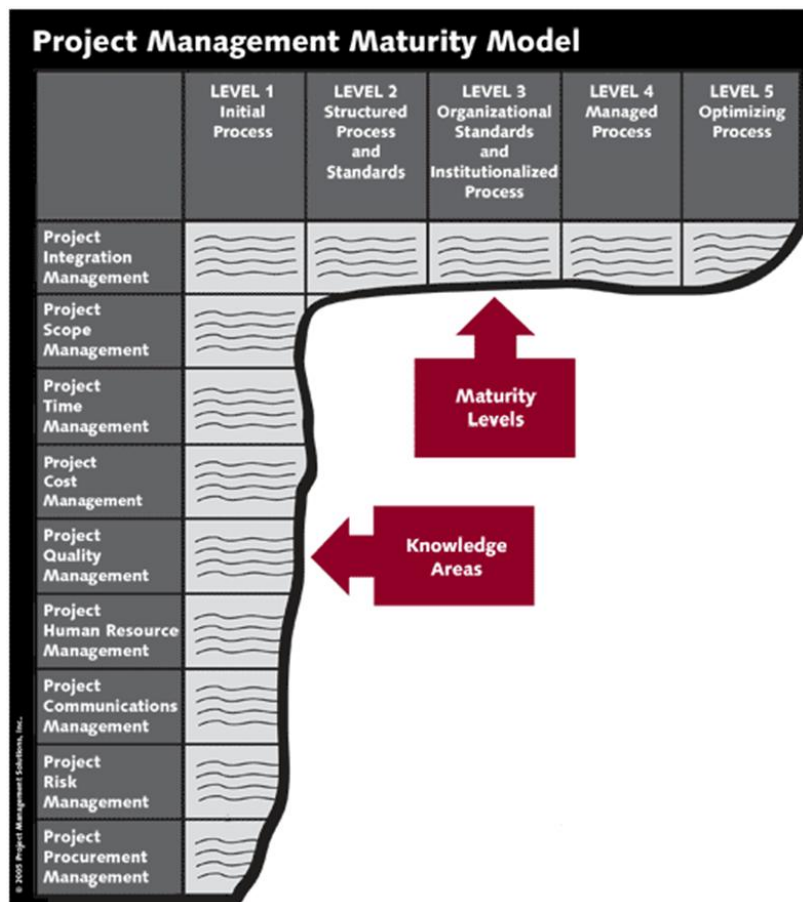 Project Management Maturity Model
LEVEL 1
Initial
Process
LEVEL 2
Structured
Process
and
Standards
LEVEL 3
Organizational
Standards
and
Institutionalized
Process
LEVEL 4
Managed
Process
LEVEL 5
Optimizing
Process
Project
Integration
Management
Project
Scope
Management
Project
Time
Management
Project
Cost
Management
Project
Quality
Management
Project
Human Resource
Management
Project
Communications
Management
Project
Risk
Management
Project
Procurement
Management
Maturity
Levels
Knowledge
Areas
© 2005 Project Management Solutions, Inc.